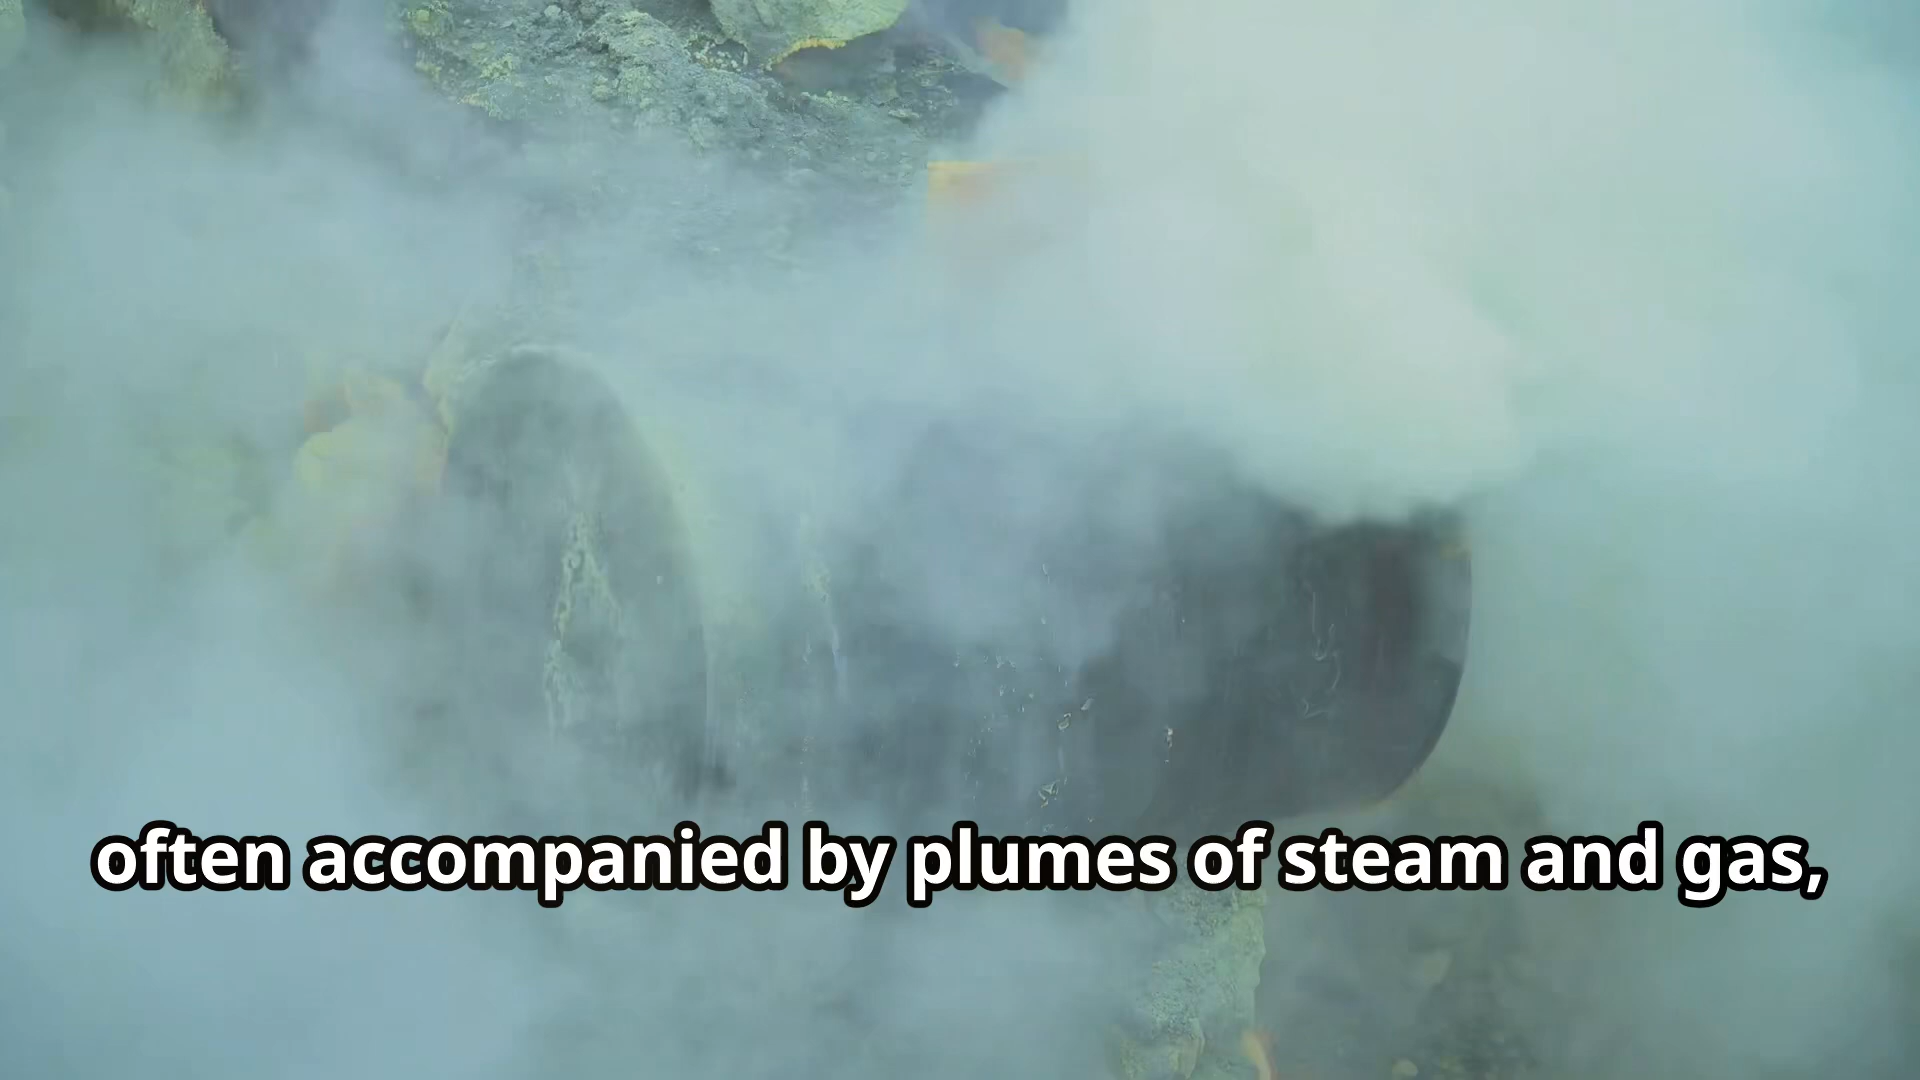 often accompanied by plumes of steam and gas,